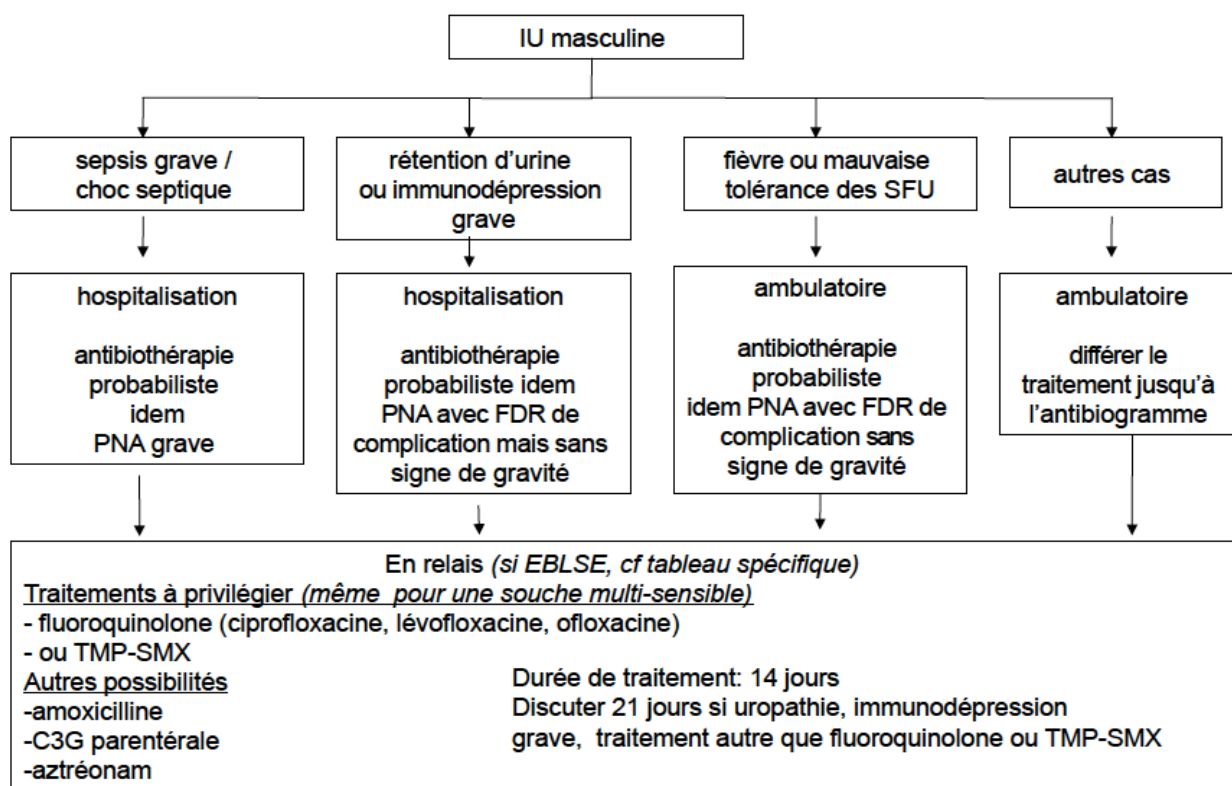 IU masculine
sepsis grave /
choc septique
rétention d'urine
ou immunodépression
grave
fièvre ou mauvaise
tolérance des SFU
autres cas
hospitalisation
antibiothérapie
probabiliste
idem
PNA grave
hospitalisation
antibiothérapie
probabiliste idem
PNA avec FDR de
complication mais sans
signe de gravité
ambulatoire
antibiothérapie
probabiliste
idem PNA avec FDR de
complication sans
signe de gravité
ambulatoire
différer le
traitement jusqu'à
l'antibiogramme
En relais (si EBLSE, cf tableau spécifique)
Traitements à privilégier (même pour une souche multi-sensible)
- fluoroquinolone (ciprofloxacine, lévofloxacine, ofloxacine)
- ou TMP-SMX
Autres possibilités
-amoxicilline
-C3G parentérale
-aztréonam
Durée de traitement: 14 jours
Discuter 21 jours si uropathie, immunodépression
grave, traitement autre que fluoroquinolone ou TMP-SMX